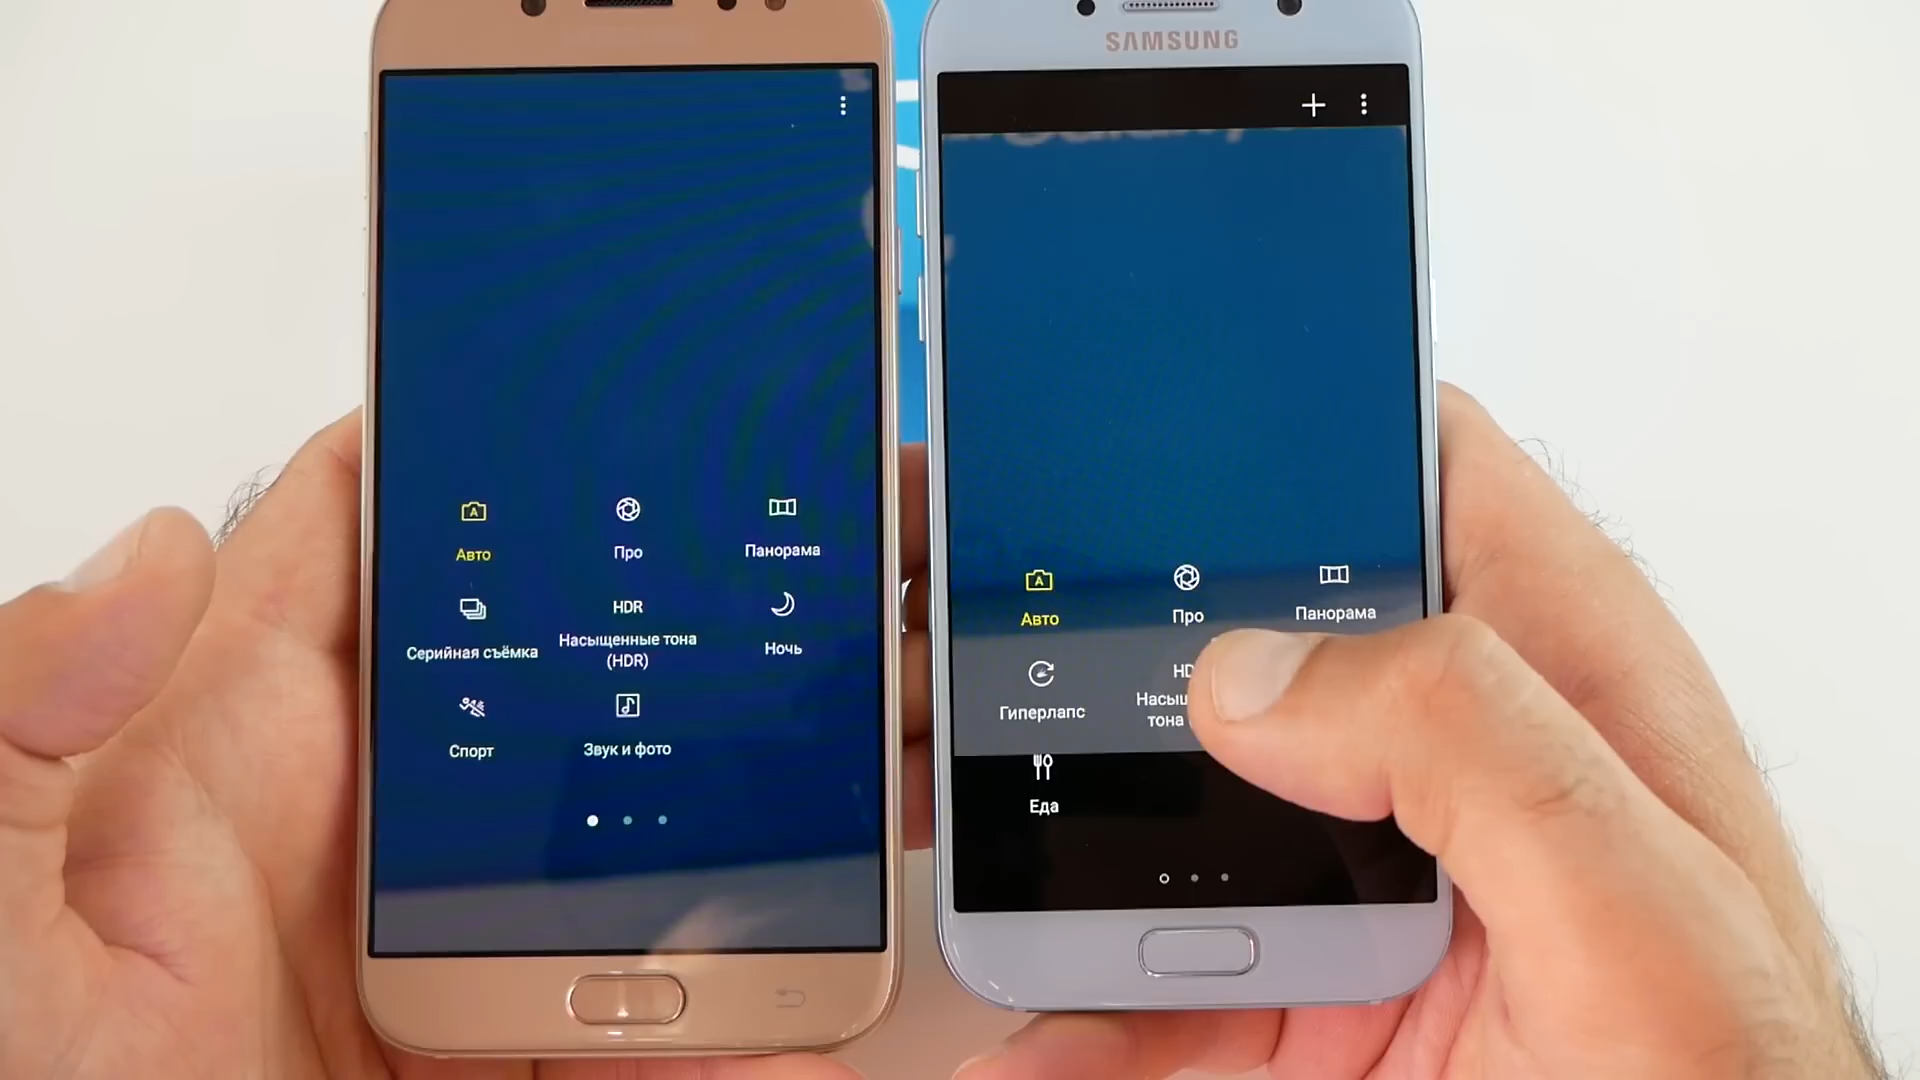 SAMSUNG
Авто
Про
Панорама
Серийная съёмка
HDR
Насыщенные тона
(HDR)
Ночь
Спорт
Звук и фото
Авто
Про
Панорама
Гиперлапс
тона
Еда